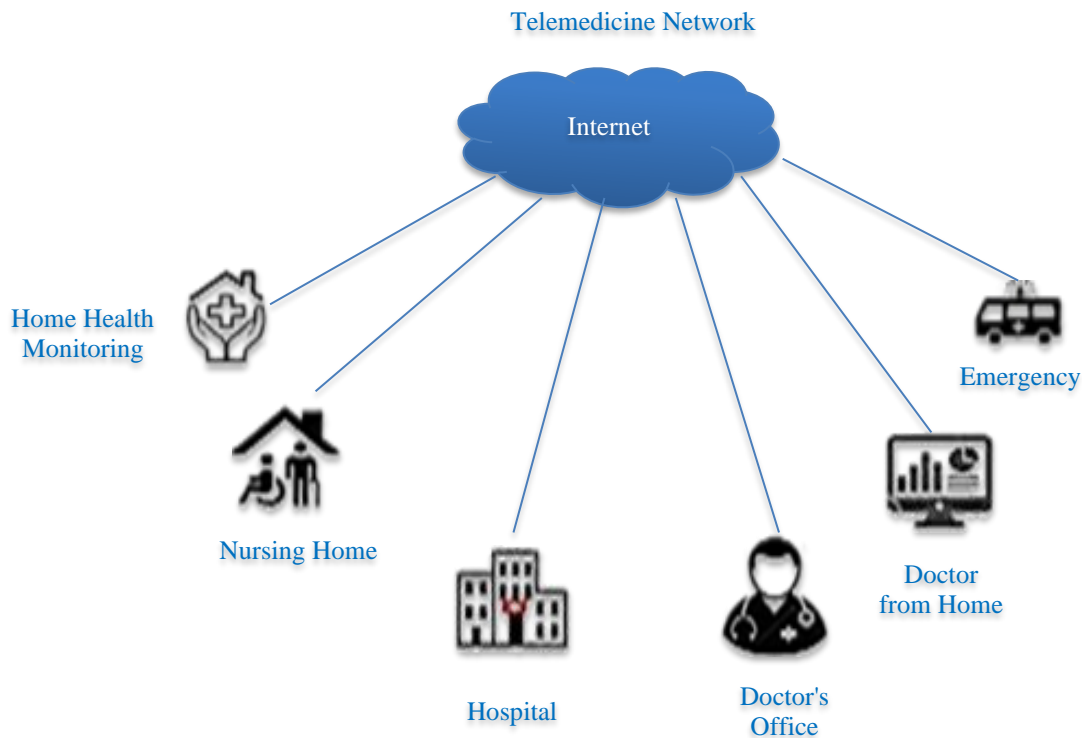 Telemedicine Network
Internet
Home Health
Monitoring
Emergency
Nursing Home
Doctor
from Home
Hospital
Doctor's
Office